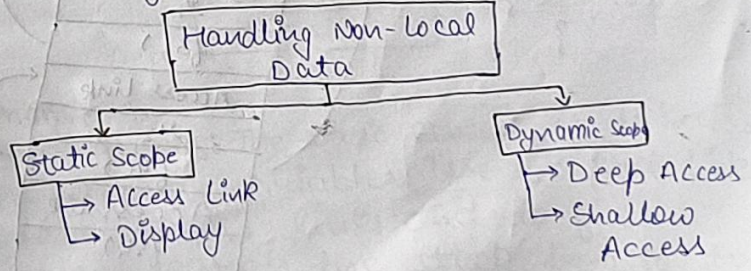 Handling Non-Local
Data
Static Scope
Access Link
Display
Dynamic Scope
Deep Access
Shallow
Access